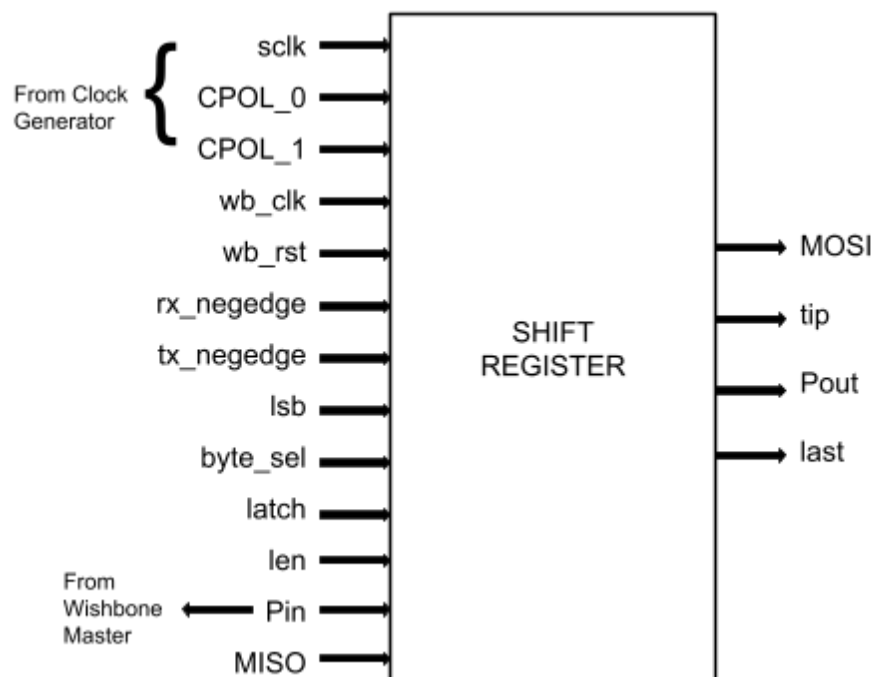 From Clock
Generator
{
sclk
CPOL_0
CPOL_1
wb_clk
wb_rst
rx_negedge
tx_negedge
lsb
byte_sel
latch
len
From
Wishbone
Master
Pin
MISO
SHIFT
REGISTER
MOSI
tip
Pout
last